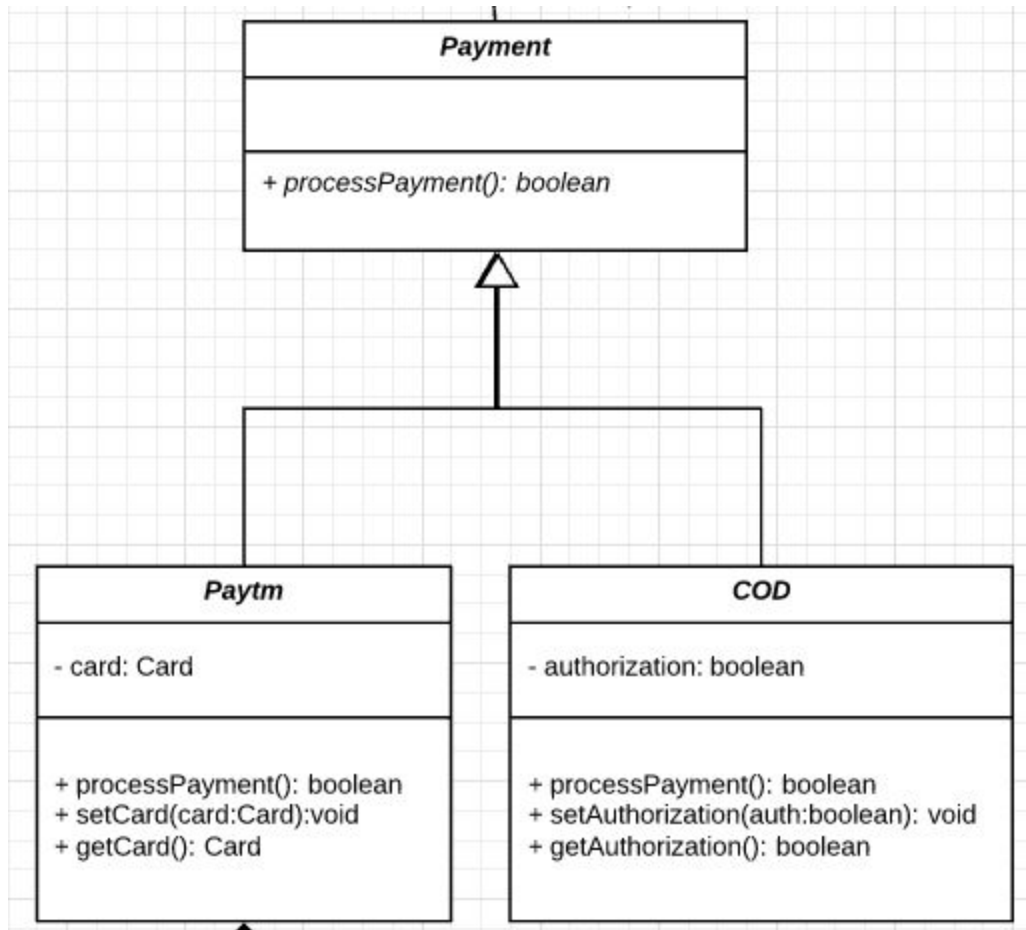 Payment
+ processPayment(): boolean
Paytm
- card: Card
+ processPayment(): boolean
+ setCard(card:Card):void
+ getCard(): Card
COD
- authorization: boolean
+ processPayment(): boolean
+ setAuthorization(auth:boolean): void
+ getAuthorization(): boolean